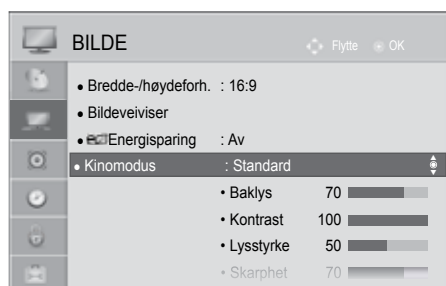 BILDE
Flytte OK
• Bredde-/høydeforh. : 16:9
• Bildeveiviser
• Energisparing : Av
• Kinomodus : Standard
• Baklys 70
• Kontrast 100
• Lysstyrke 50
• Skarphet 70